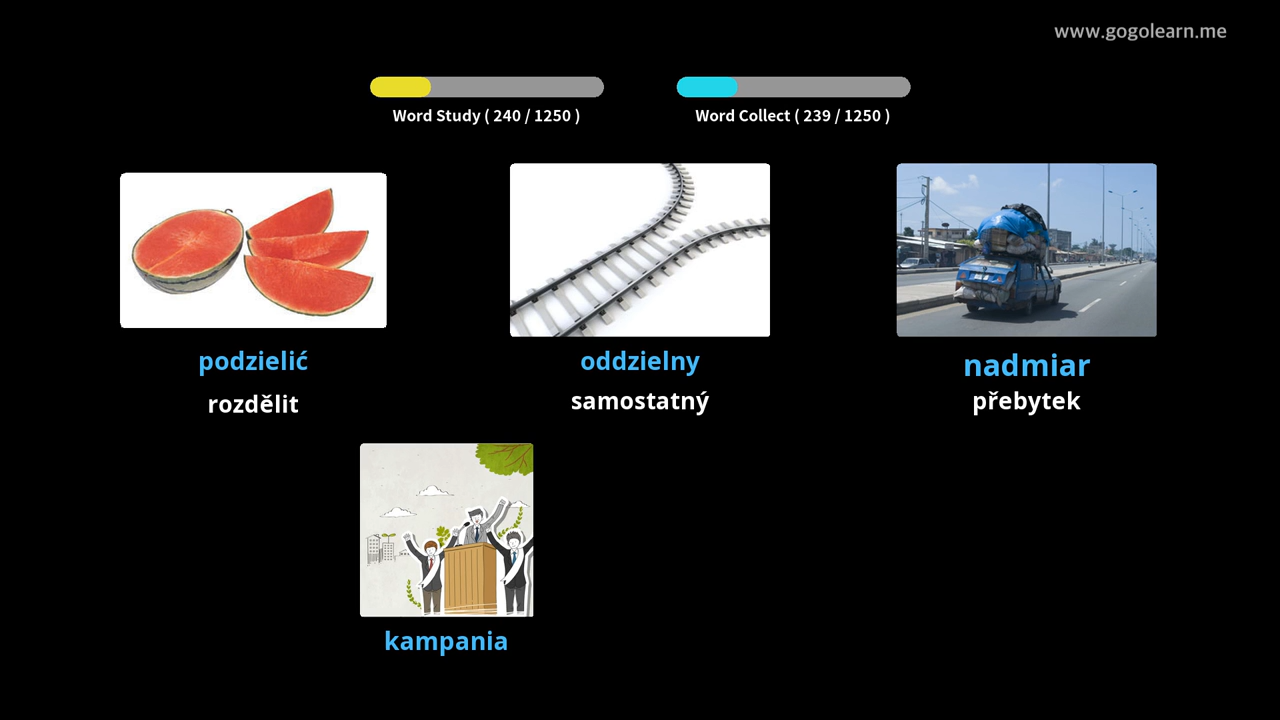 www.gogolearn.me
Word Study ( 240 / 1250 )
Word Collect ( 239 / 1250 )
podzielić
oddzielny
nadmiar
rozdělit
samostatný
přebytek
kampania